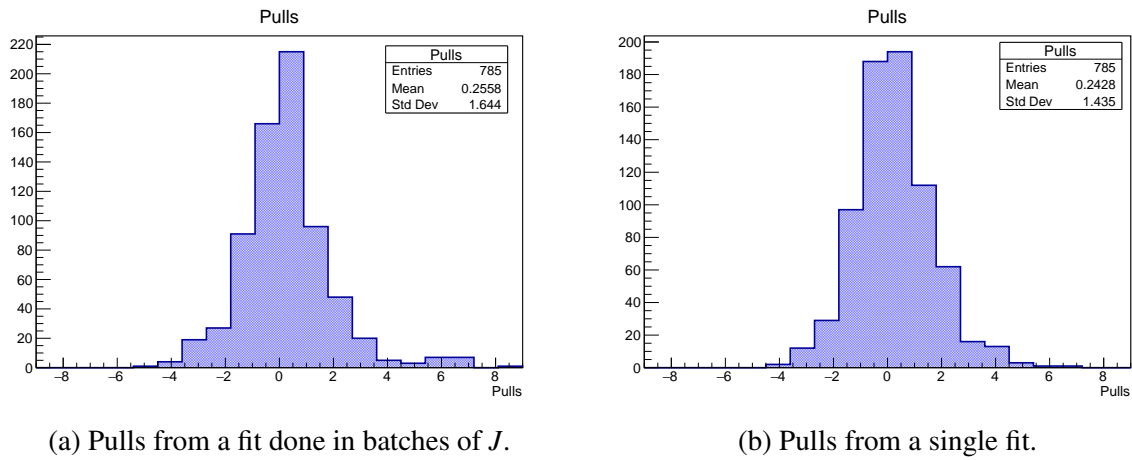 Pulls
Pulls
Entries 785
Mean 0.2558
Std Dev 1.644
220
200
180
160
140
120
100
80
60
40
20
0
−8 −6 −4 −2 0 2 4 6 8
Pulls
(a) Pulls from a fit done in batches of J.
Pulls
Pulls
Entries 785
Mean 0.2428
Std Dev 1.435
200
180
160
140
120
100
80
60
40
20
0
−8 −6 −4 −2 0 2 4 6 8
Pulls
(b) Pulls from a single fit.